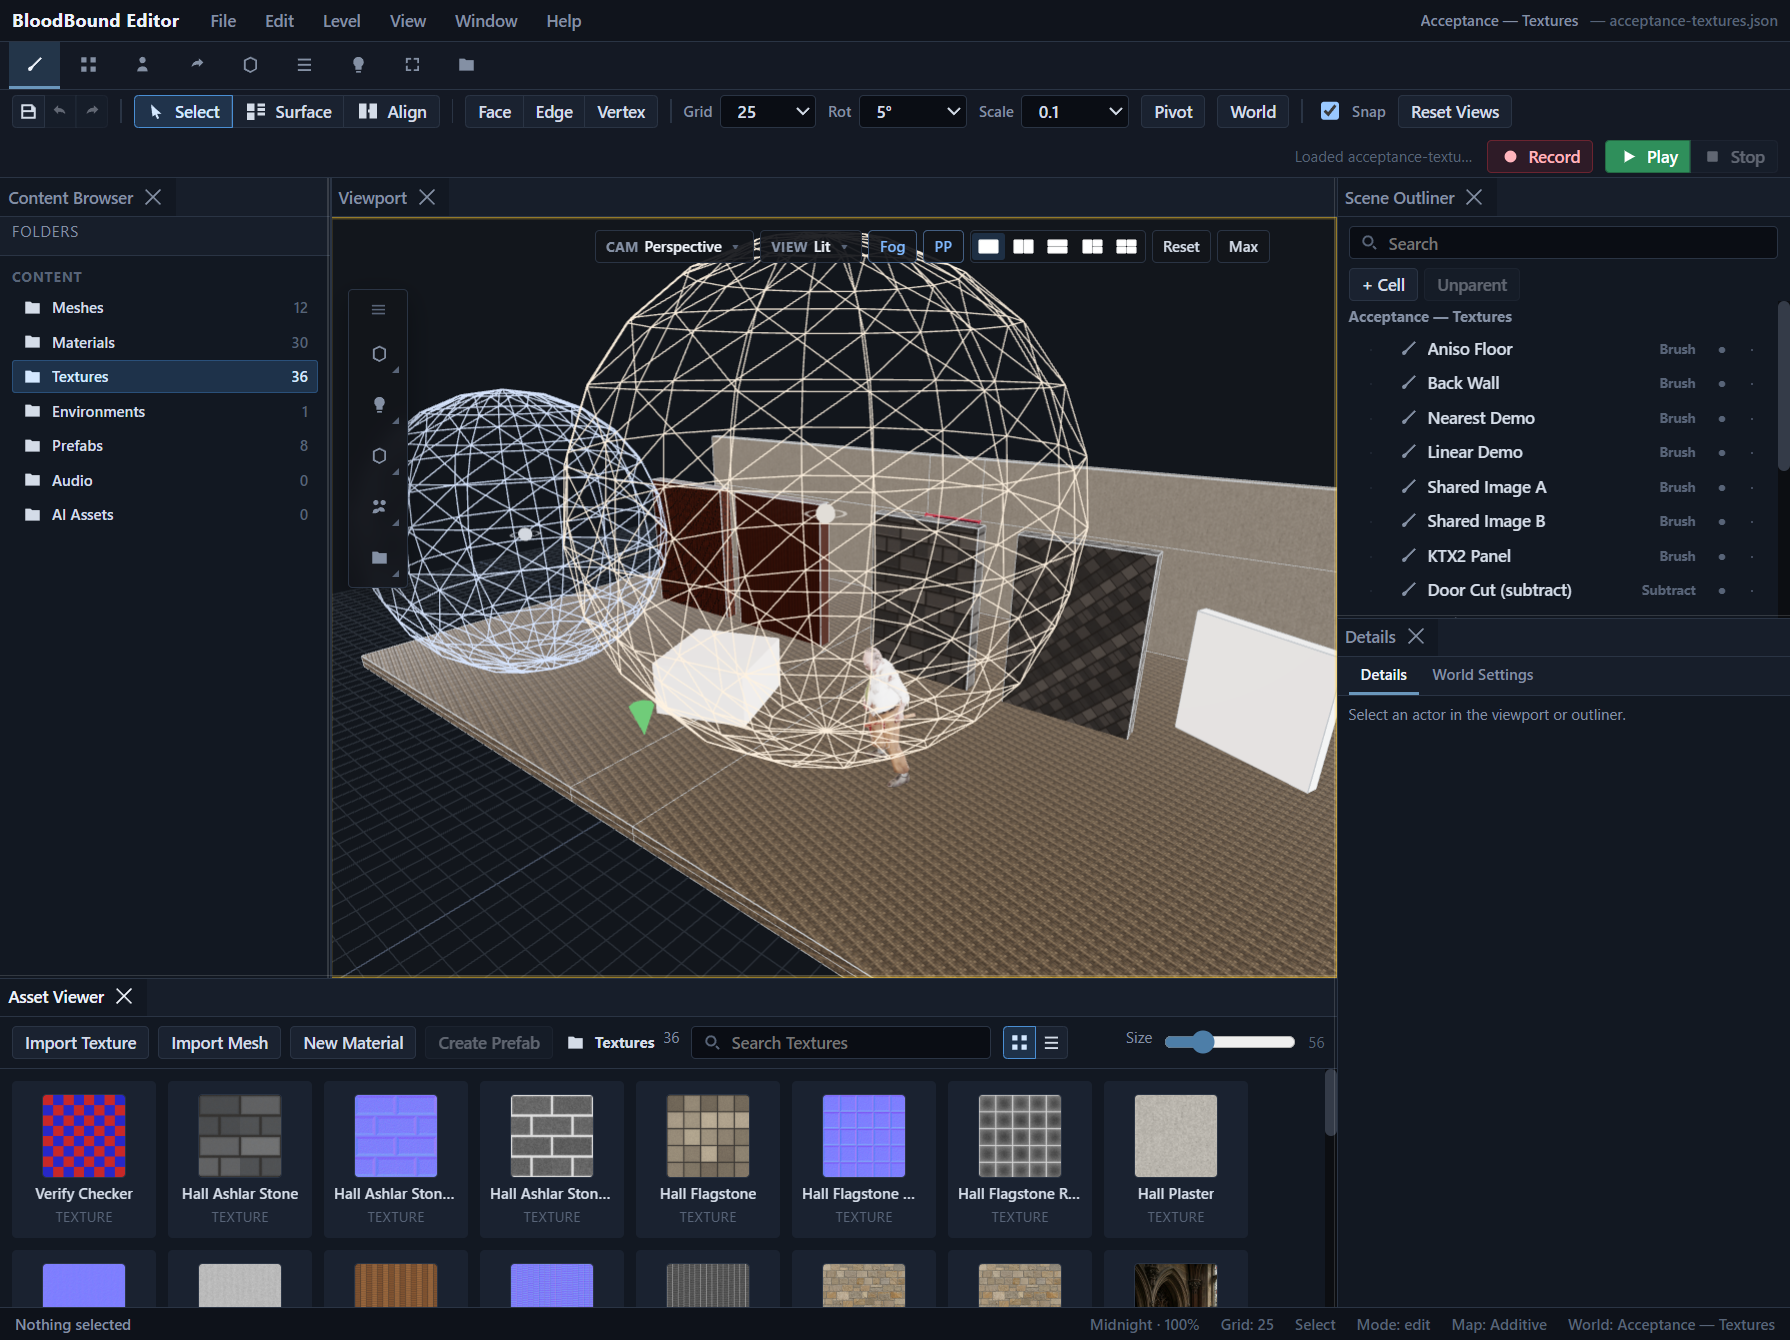 BloodBound Editor File Edit Level View Window Help Acceptance — Textures — acceptance-textures.json
Select Surface Align Face Edge Vertex Grid 25 Rot 5° Scale 0.1 Pivot World Snap Reset Views
Loaded acceptance-textu... Record Play Stop
Content Browser
FOLDERS
CONTENT
Meshes 12
Materials 30
Textures 36
Environments 1
Prefabs 8
Audio 0
AI Assets 0
Viewport
CAM Perspective VIEW Lit Fog PP Reset Max
Scene Outliner
Search
+ Cell Unparent
Acceptance — Textures
Aniso Floor Brush
Back Wall Brush
Nearest Demo Brush
Linear Demo Brush
Shared Image A Brush
Shared Image B Brush
KTX2 Panel Brush
Door Cut (subtract) Subtract
Details
Details World Settings
Select an actor in the viewport or outliner.
Asset Viewer
Import Texture Import Mesh New Material Create Prefab Textures 36 Search Textures Size 56
Verify Checker Hall Ashlar Stone Hall Ashlar Ston... Hall Ashlar Ston... Hall Flagstone Hall Flagstone ... Hall Flagstone R... Hall Plaster
TEXTURE TEXTURE TEXTURE TEXTURE TEXTURE TEXTURE TEXTURE TEXTURE
Nothing selected Midnight · 100% Grid: 25 Select Mode: edit Map: Additive World: Acceptance — Textures